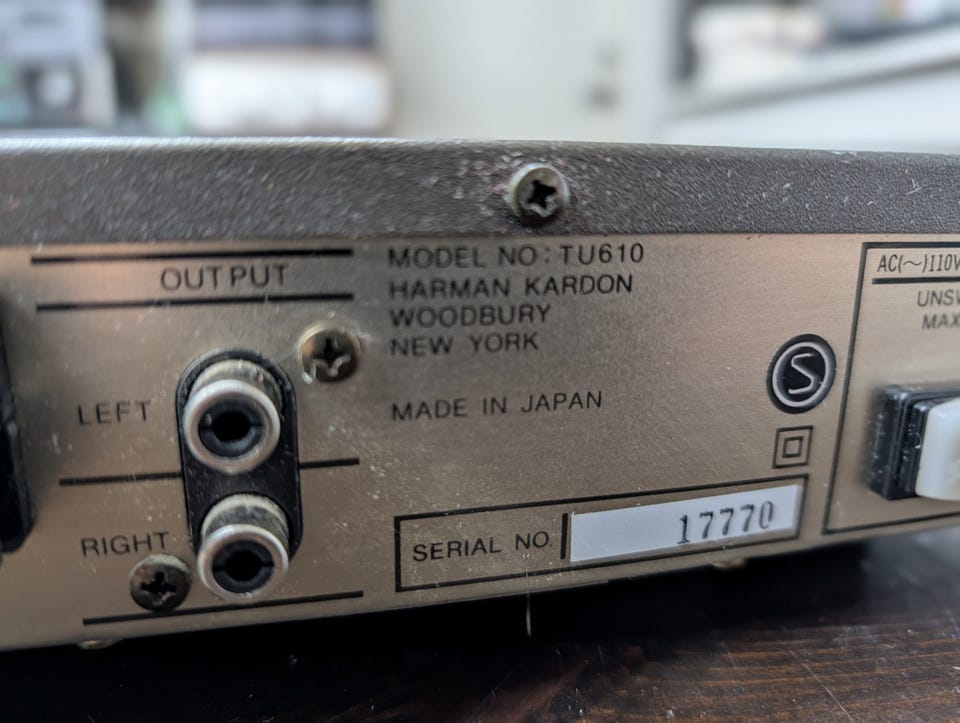 OUTPUT
LEFT
RIGHT
MODEL NO: TU610
HARMAN KARDON
WOODBURY
NEW YORK
MADE IN JAPAN
S
SERIAL NO. 17770
AC(~)110V
UNSW
MAX